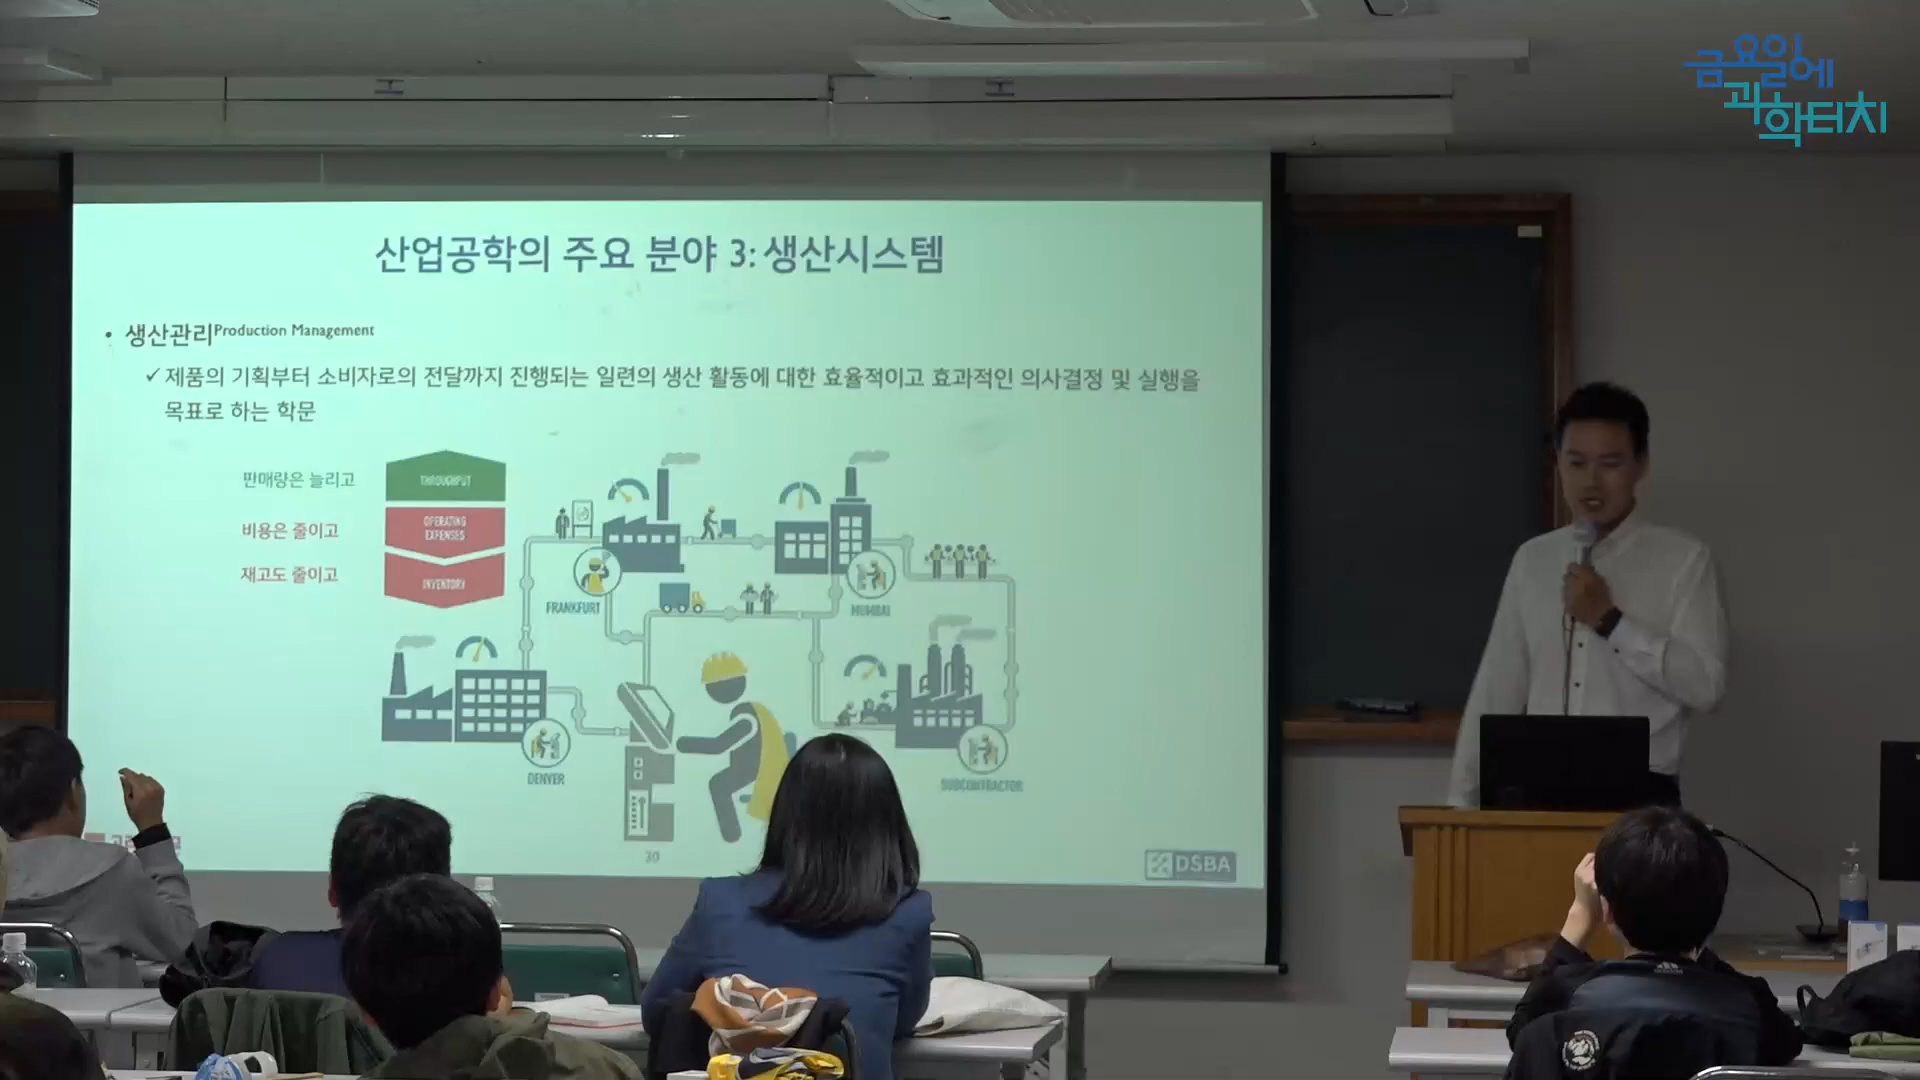 금요일에
과학터치
산업공학의 주요 분야 3: 생산시스템
• 생산관리Production Management
✓ 제품의 기획부터 소비자로의 전달까지 진행되는 일련의 생산 활동에 대한 효율적이고 효과적인 의사결정 및 실행을
목표로 하는 학문
판매량은 늘리고
THROUGHPUT
비용은 줄이고
OPERATING
EXPENSES
재고도 줄이고
INVENTORY
FRANKFURT
MUMBAI
DENVER
SUBCONTRACTOR
30
DSBA